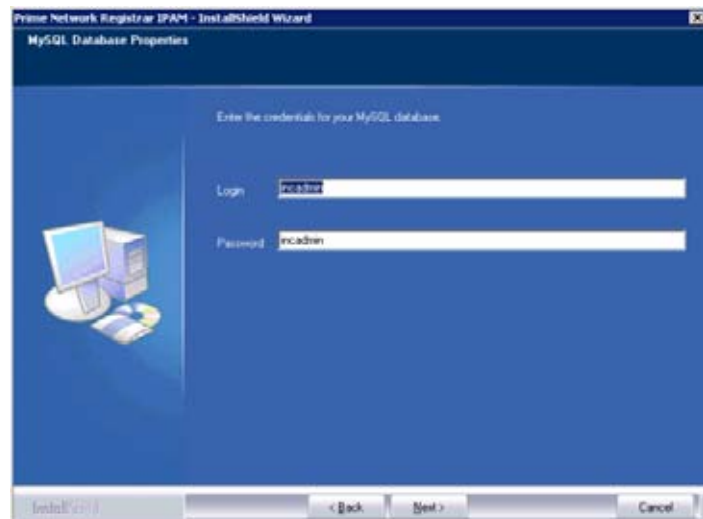 Prime Network Registrar IPAM - InstallShield Wizard
MySQL Database Properties
Enter the credentials for your MySQL database.
Login incadmin
Password incadmin
InstallShield
< Back Next > Cancel